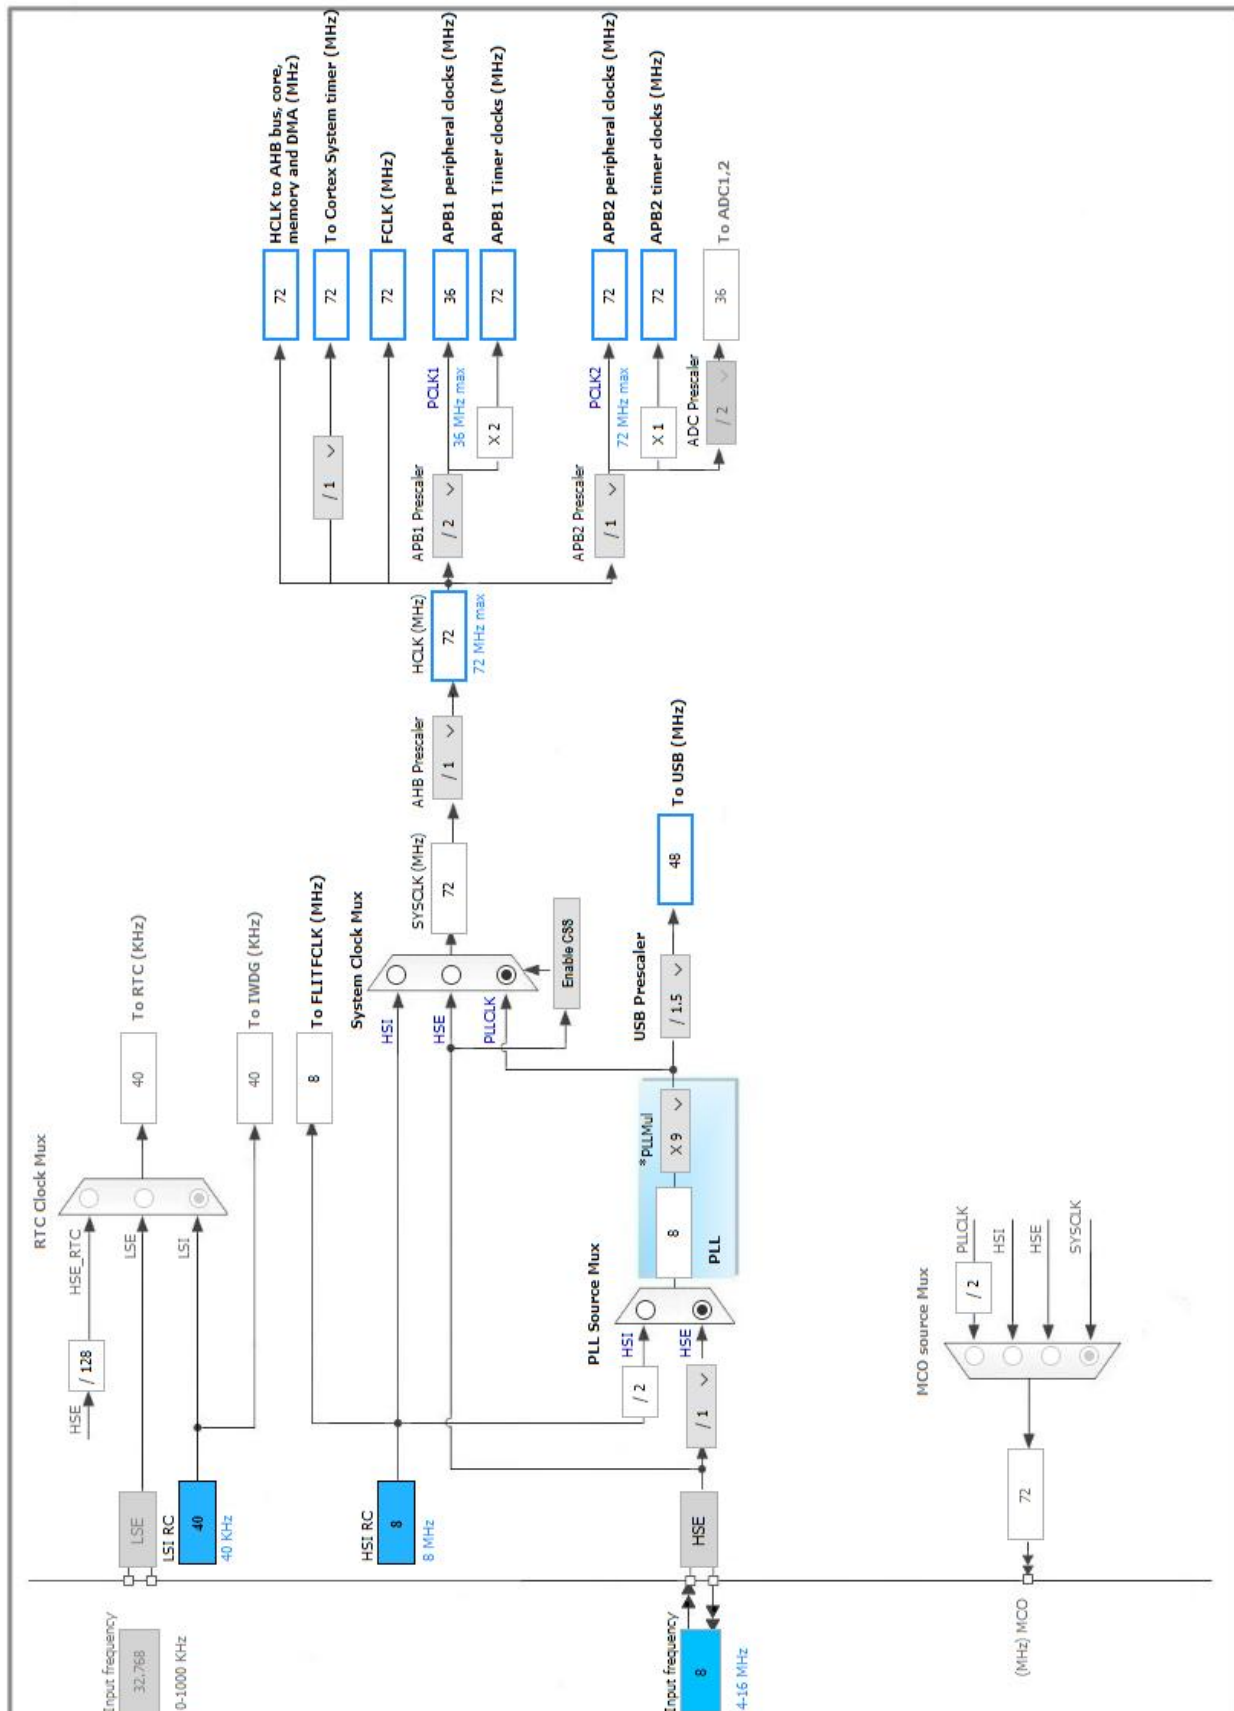 Input frequency
32.768
0-1000 KHz
LSE
LSI RC
40
40 KHz
HSE
/ 128
HSE_RTC
LSE
LSI
RTC Clock Mux
40
To RTC (KHz)
40
To IWDG (KHz)
HSI RC
8
8 MHz
8
To FLITFCLK (MHz)
System Clock Mux
HSI
HSE
PLLCLK
Enable CSS
SYSCLK (MHz)
72
AHB Prescaler
/ 1
HCLK (MHz)
72
72 MHz max
72
HCLK to AHB bus, core,
memory and DMA (MHz)
/ 1
72
To Cortex System timer (MHz)
72
FCLK (MHz)
APB1 Prescaler
/ 2
PCLK1
36 MHz max
36
APB1 peripheral clocks (MHz)
X 2
72
APB1 Timer clocks (MHz)
APB2 Prescaler
/ 1
PCLK2
72 MHz max
72
APB2 peripheral clocks (MHz)
X 1
72
APB2 timer clocks (MHz)
ADC Prescaler
/ 2
36
To ADC1,2
Input frequency
8
4-16 MHz
HSE
/ 1
/ 2
PLL Source Mux
HSI
HSE
8
*PLLMul
X 9
PLL
USB Prescaler
/ 1.5
48
To USB (MHz)
(MHz) MCO
72
MCO source Mux
/ 2
PLLCLK
HSI
HSE
SYSCLK